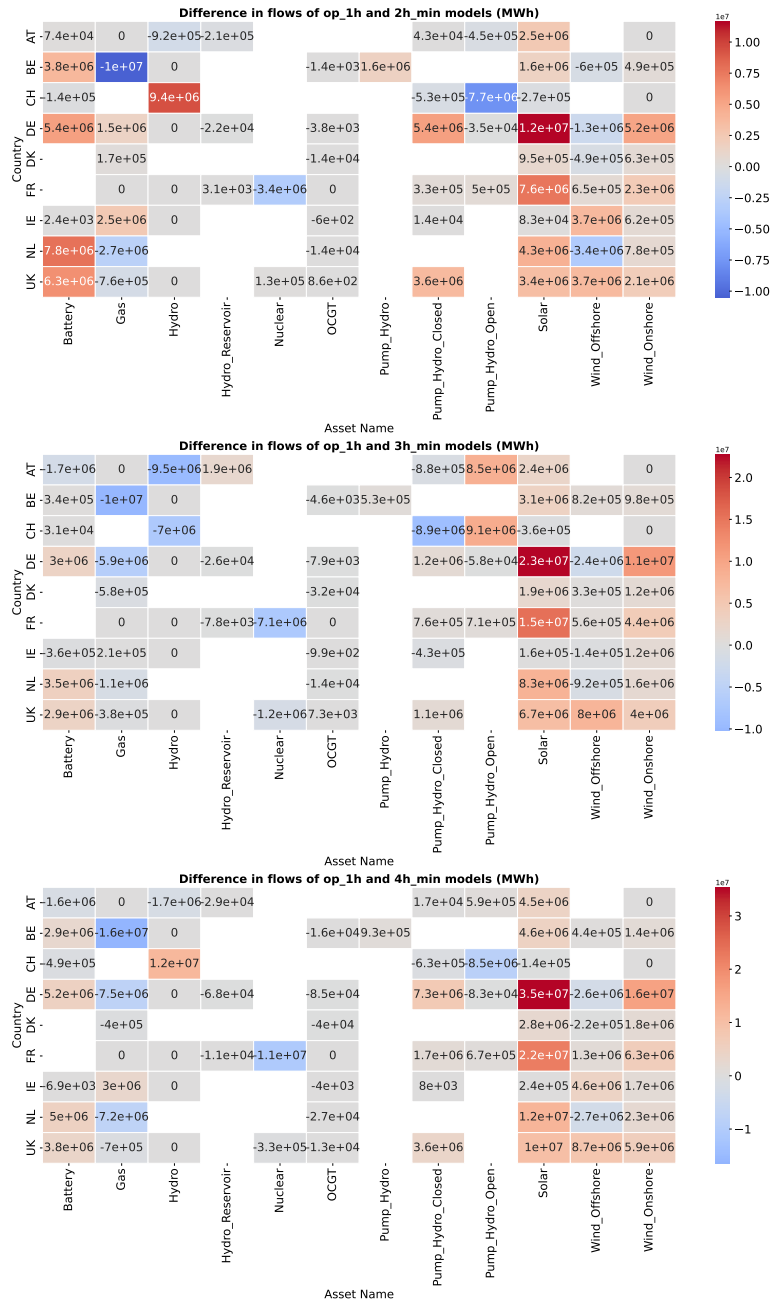 Difference in flows of op_1h and 2h_min models (MWh)
1e7
AT -7.4e+04 0 -9.2e+05 -2.1e+05 4.3e+04 -4.5e+05 2.5e+06 0
BE 3.8e+06 -1e+07 0 -1.4e+03 1.6e+06 1.6e+06 -6e+05 4.9e+05
CH -1.4e+05 9.4e+06 -5.3e+05 -7.7e+06 -2.7e+05 0
DE 5.4e+06 1.5e+06 0 -2.2e+04 -3.8e+03 5.4e+06 -3.5e+04 1.2e+07 -1.3e+06 5.2e+06
DK 1.7e+05 -1.4e+04 9.5e+05 -4.9e+05 6.3e+05
FR 0 0 3.1e+03 -3.4e+06 0 3.3e+05 5e+05 7.6e+06 6.5e+05 2.3e+06
IE -2.4e+03 2.5e+06 0 -6e+02 1.4e+04 8.3e+04 3.7e+06 6.2e+05
NL 7.8e+06 -2.7e+06 -1.4e+04 4.3e+06 -3.4e+06 7.8e+05
UK 6.3e+06 -7.6e+05 0 1.3e+05 8.6e+02 3.6e+06 3.4e+06 3.7e+06 2.1e+06
Country
Battery Gas Hydro Hydro_Reservoir Nuclear OCGT Pump_Hydro Pump_Hydro_Closed Pump_Hydro_Open Solar Wind_Offshore Wind_Onshore
Asset Name
1.00
0.75
0.50
0.25
0.00
−0.25
−0.50
−0.75
−1.00
Difference in flows of op_1h and 3h_min models (MWh)
1e7
AT -1.7e+06 0 -9.5e+06 1.9e+06 -8.8e+05 8.5e+06 2.4e+06 0
BE 3.4e+05 -1e+07 0 -4.6e+03 5.3e+05 3.1e+06 8.2e+05 9.8e+05
CH 3.1e+04 -7e+06 -8.9e+06 9.1e+06 -3.6e+05 0
DE 3e+06 -5.9e+06 0 -2.6e+04 -7.9e+03 1.2e+06 -5.8e+04 2.3e+07 -2.4e+06 1.1e+07
DK -5.8e+05 -3.2e+04 1.9e+06 3.3e+05 1.2e+06
FR 0 0 -7.8e+03 -7.1e+06 0 7.6e+05 7.1e+05 1.5e+07 5.6e+05 4.4e+06
IE -3.6e+05 2.1e+05 0 -9.9e+02 -4.3e+05 1.6e+05 -1.4e+05 1.2e+06
NL 3.5e+06 -1.1e+06 -1.4e+04 8.3e+06 -9.2e+05 1.6e+06
UK 2.9e+06 -3.8e+05 0 -1.2e+06 7.3e+03 1.1e+06 6.7e+06 8e+06 4e+06
Country
Battery Gas Hydro Hydro_Reservoir Nuclear OCGT Pump_Hydro Pump_Hydro_Closed Pump_Hydro_Open Solar Wind_Offshore Wind_Onshore
Asset Name
2.0
1.5
1.0
0.5
0.0
−0.5
−1.0
Difference in flows of op_1h and 4h_min models (MWh)
1e7
AT -1.6e+06 0 -1.7e+06 -2.9e+04 1.7e+04 5.9e+05 4.5e+06 0
BE 2.9e+06 -1.6e+07 0 -1.6e+04 9.3e+05 4.6e+06 4.4e+05 1.4e+06
CH -4.9e+05 1.2e+07 -6.3e+05 -8.5e+06 -1.4e+05 0
DE 5.2e+06 -7.5e+06 0 -6.8e+04 -8.5e+04 7.3e+06 -8.3e+04 3.5e+07 -2.6e+06 1.6e+07
DK -4e+05 -4e+04 2.8e+06 -2.2e+05 1.8e+06
FR 0 0 -1.1e+04 -1.1e+07 0 1.7e+06 6.7e+05 2.2e+07 1.3e+06 6.3e+06
IE -6.9e+03 3e+06 0 -4e+03 8e+03 2.4e+05 4.6e+06 1.7e+06
NL 5e+06 -7.2e+06 -2.7e+04 1.2e+07 -2.7e+06 2.3e+06
UK 3.8e+06 -7e+05 0 -3.3e+05 -1.3e+04 3.6e+06 1e+07 8.7e+06 5.9e+06
Country
Battery Gas Hydro Hydro_Reservoir Nuclear OCGT Pump_Hydro Pump_Hydro_Closed Pump_Hydro_Open Solar Wind_Offshore Wind_Onshore
Asset Name
3
2
1
0
−1